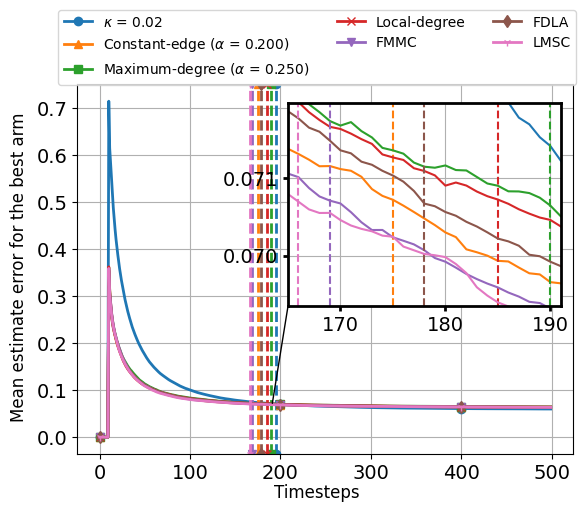 κ = 0.02
Constant-edge (α = 0.200)
Maximum-degree (α = 0.250)
Local-degree
FMMC
FDLA
LMSC
Mean estimate error for the best arm
0.7
0.6
0.5
0.4
0.3
0.2
0.1
0.0
0.071
0.070
170
180
190
0
100
200
300
400
500
Timesteps